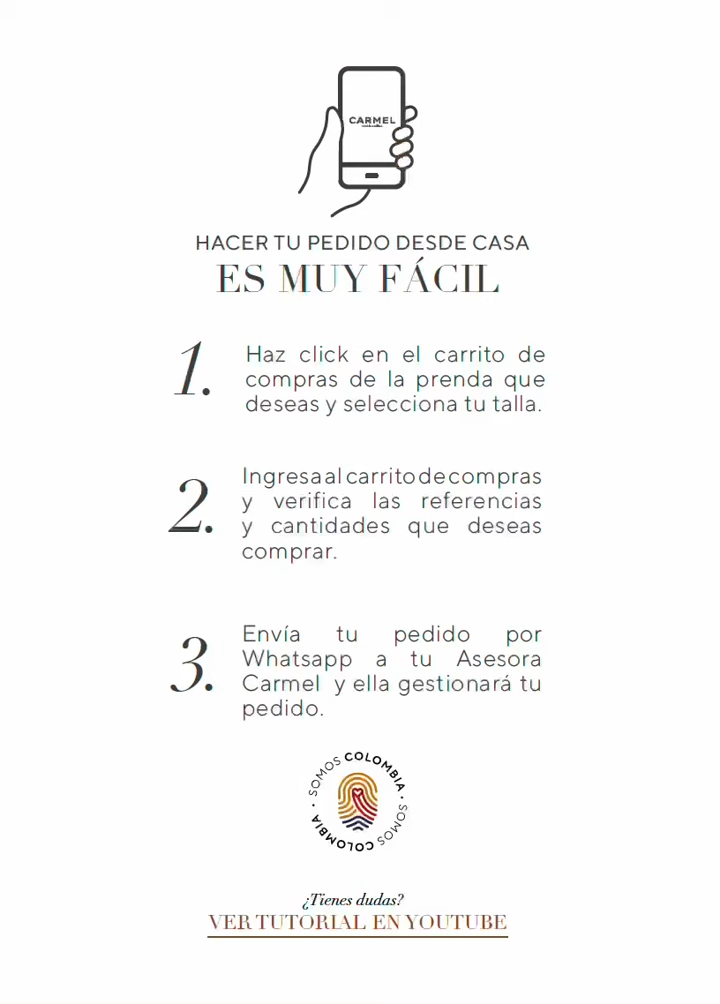 CARMEL
HACER TU PEDIDO DESDE CASA
ES MUY FÁCIL
1.
Haz click en el carrito de
compras de la prenda que
deseas y selecciona tu talla.
2.
Ingresa al carrito de compras
y verifica las referencias
y cantidades que deseas
comprar.
3.
Envía tu pedido por
Whatsapp a tu Asesora
Carmel y ella gestionará tu
pedido.
SOMOS COLOMBIA · SOMOS COLOMBIA ·
¿Tienes dudas?
VER TUTORIAL EN YOUTUBE